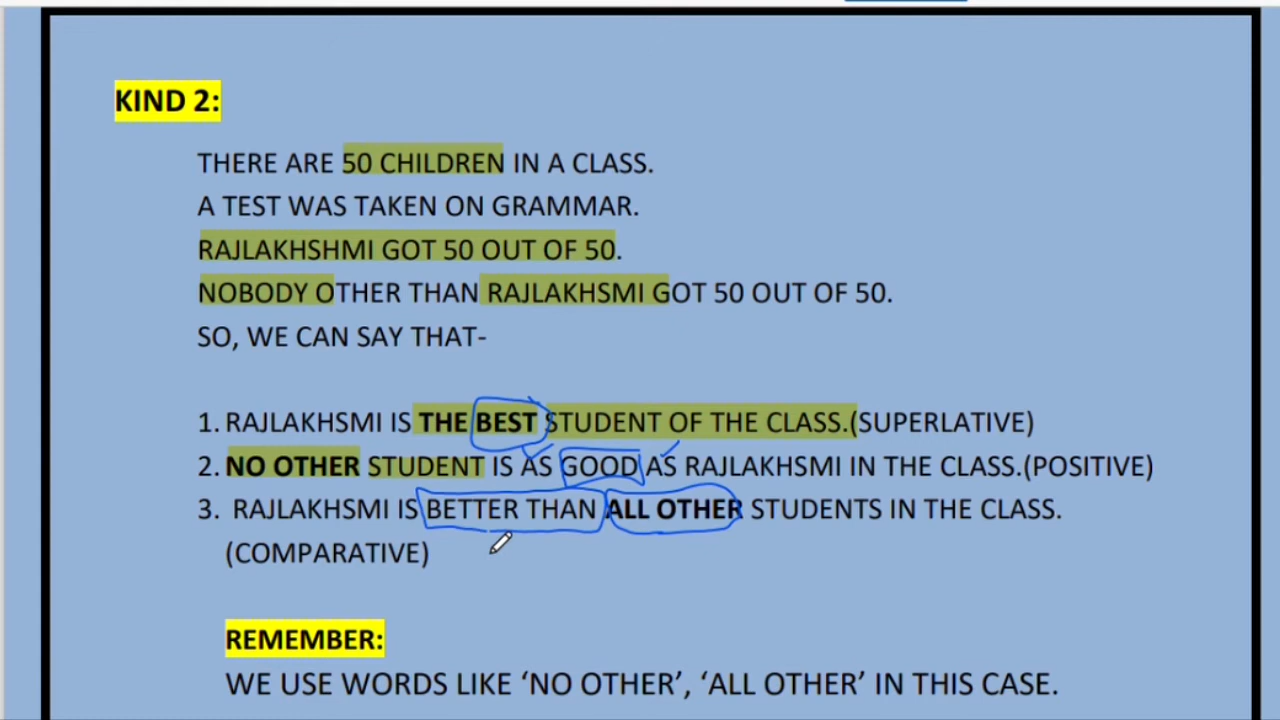 KIND 2:
THERE ARE 50 CHILDREN IN A CLASS.
A TEST WAS TAKEN ON GRAMMAR.
RAJLAKHSHMI GOT 50 OUT OF 50.
NOBODY OTHER THAN RAJLAKHSMI GOT 50 OUT OF 50.
SO, WE CAN SAY THAT-
1. RAJLAKHSMI IS THE BEST STUDENT OF THE CLASS.(SUPERLATIVE)
2. NO OTHER STUDENT IS AS GOOD AS RAJLAKHSMI IN THE CLASS.(POSITIVE)
3. RAJLAKHSMI IS BETTER THAN ALL OTHER STUDENTS IN THE CLASS.
(COMPARATIVE)
REMEMBER:
WE USE WORDS LIKE ‘NO OTHER’, ‘ALL OTHER’ IN THIS CASE.